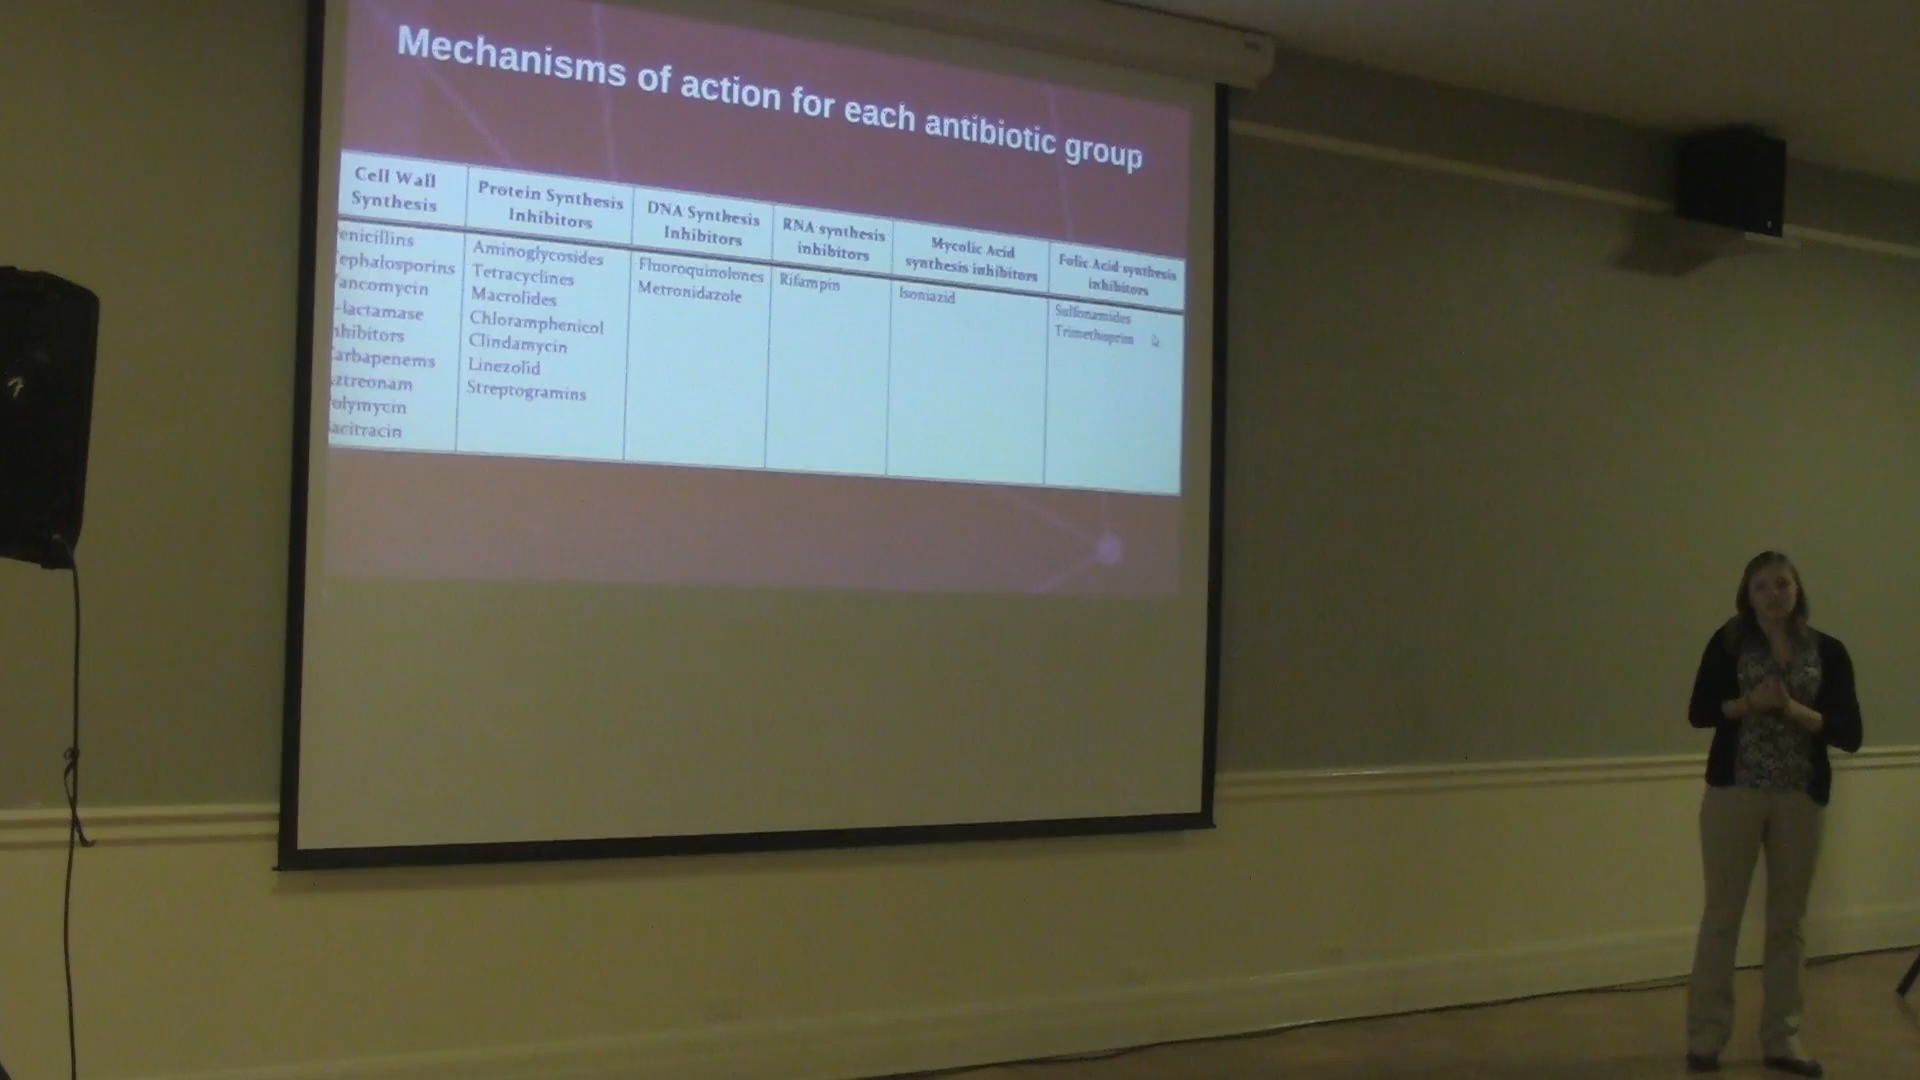 Mechanisms of action for each antibiotic group
Cell Wall
Synthesis
enicillins
ephalosporins
ancomycin
-lactamase
nhibitors
arbapenems
ztreonam
olymycin
acitracin
Protein Synthesis
Inhibitors
Aminoglycosides
Tetracyclines
Macrolides
Chloramphenicol
Clindamycin
Linezolid
Streptogramins
DNA Synthesis
Inhibitors
Fluoroquinolones
Metronidazole
RNA synthesis
inhibitors
Rifampin
Mycolic Acid
synthesis inhibitors
Isoniazid
Folic Acid synthesis
inhibitors
Sulfonamides
Trimethoprim